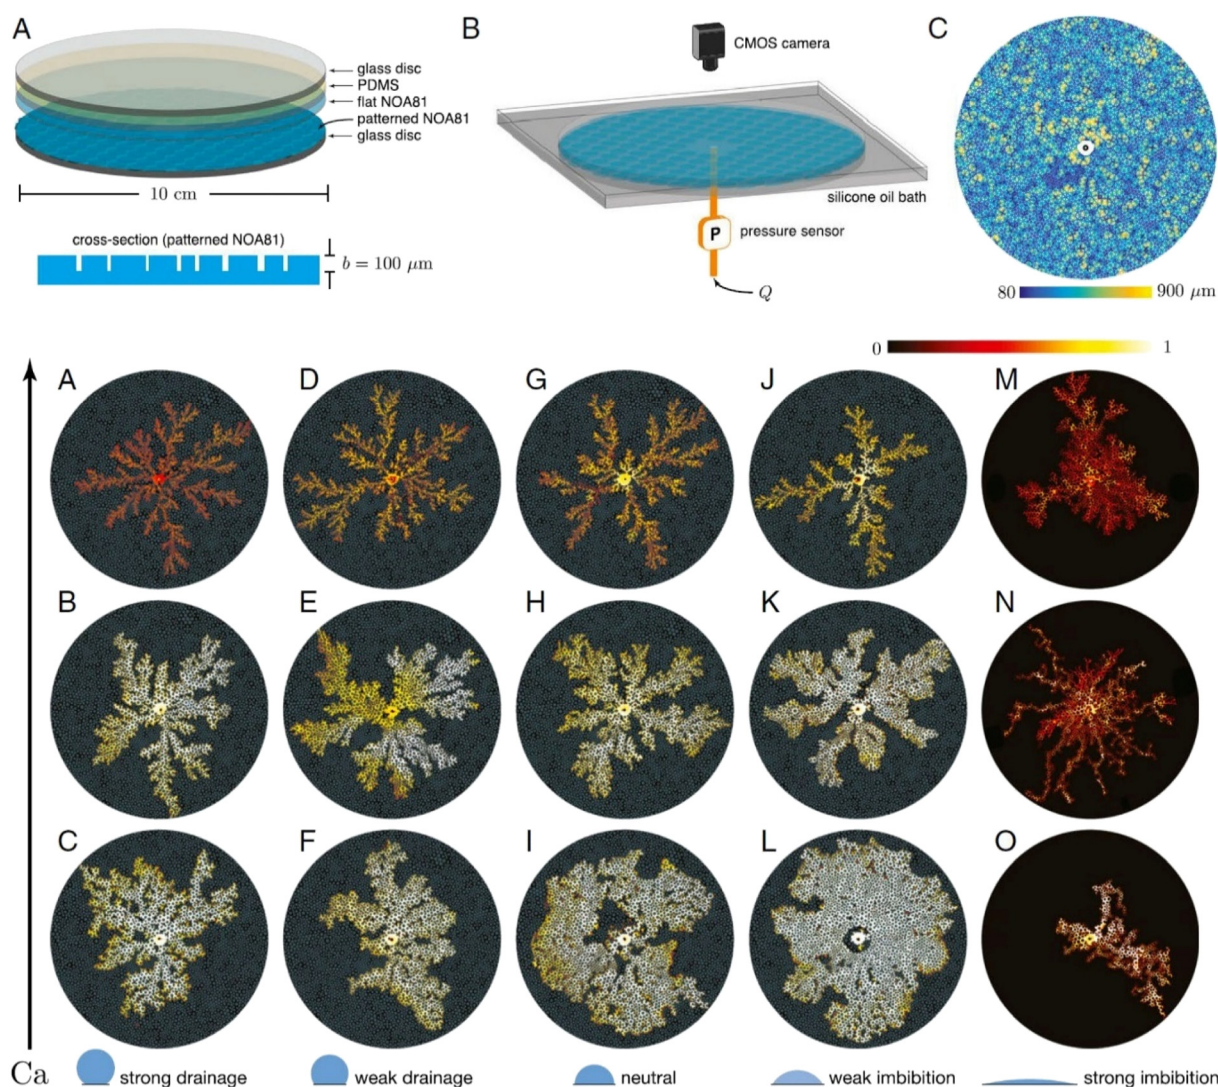 A
glass disc
PDMS
flat NOA81
patterned NOA81
glass disc
10 cm
cross-section (patterned NOA81)
b = 100 μm
B
CMOS camera
silicone oil bath
P
pressure sensor
Q
C
80
900 μm
0
1
A
D
G
J
M
B
E
H
K
N
C
F
I
L
O
Ca
strong drainage
weak drainage
neutral
weak imbibition
strong imbibition